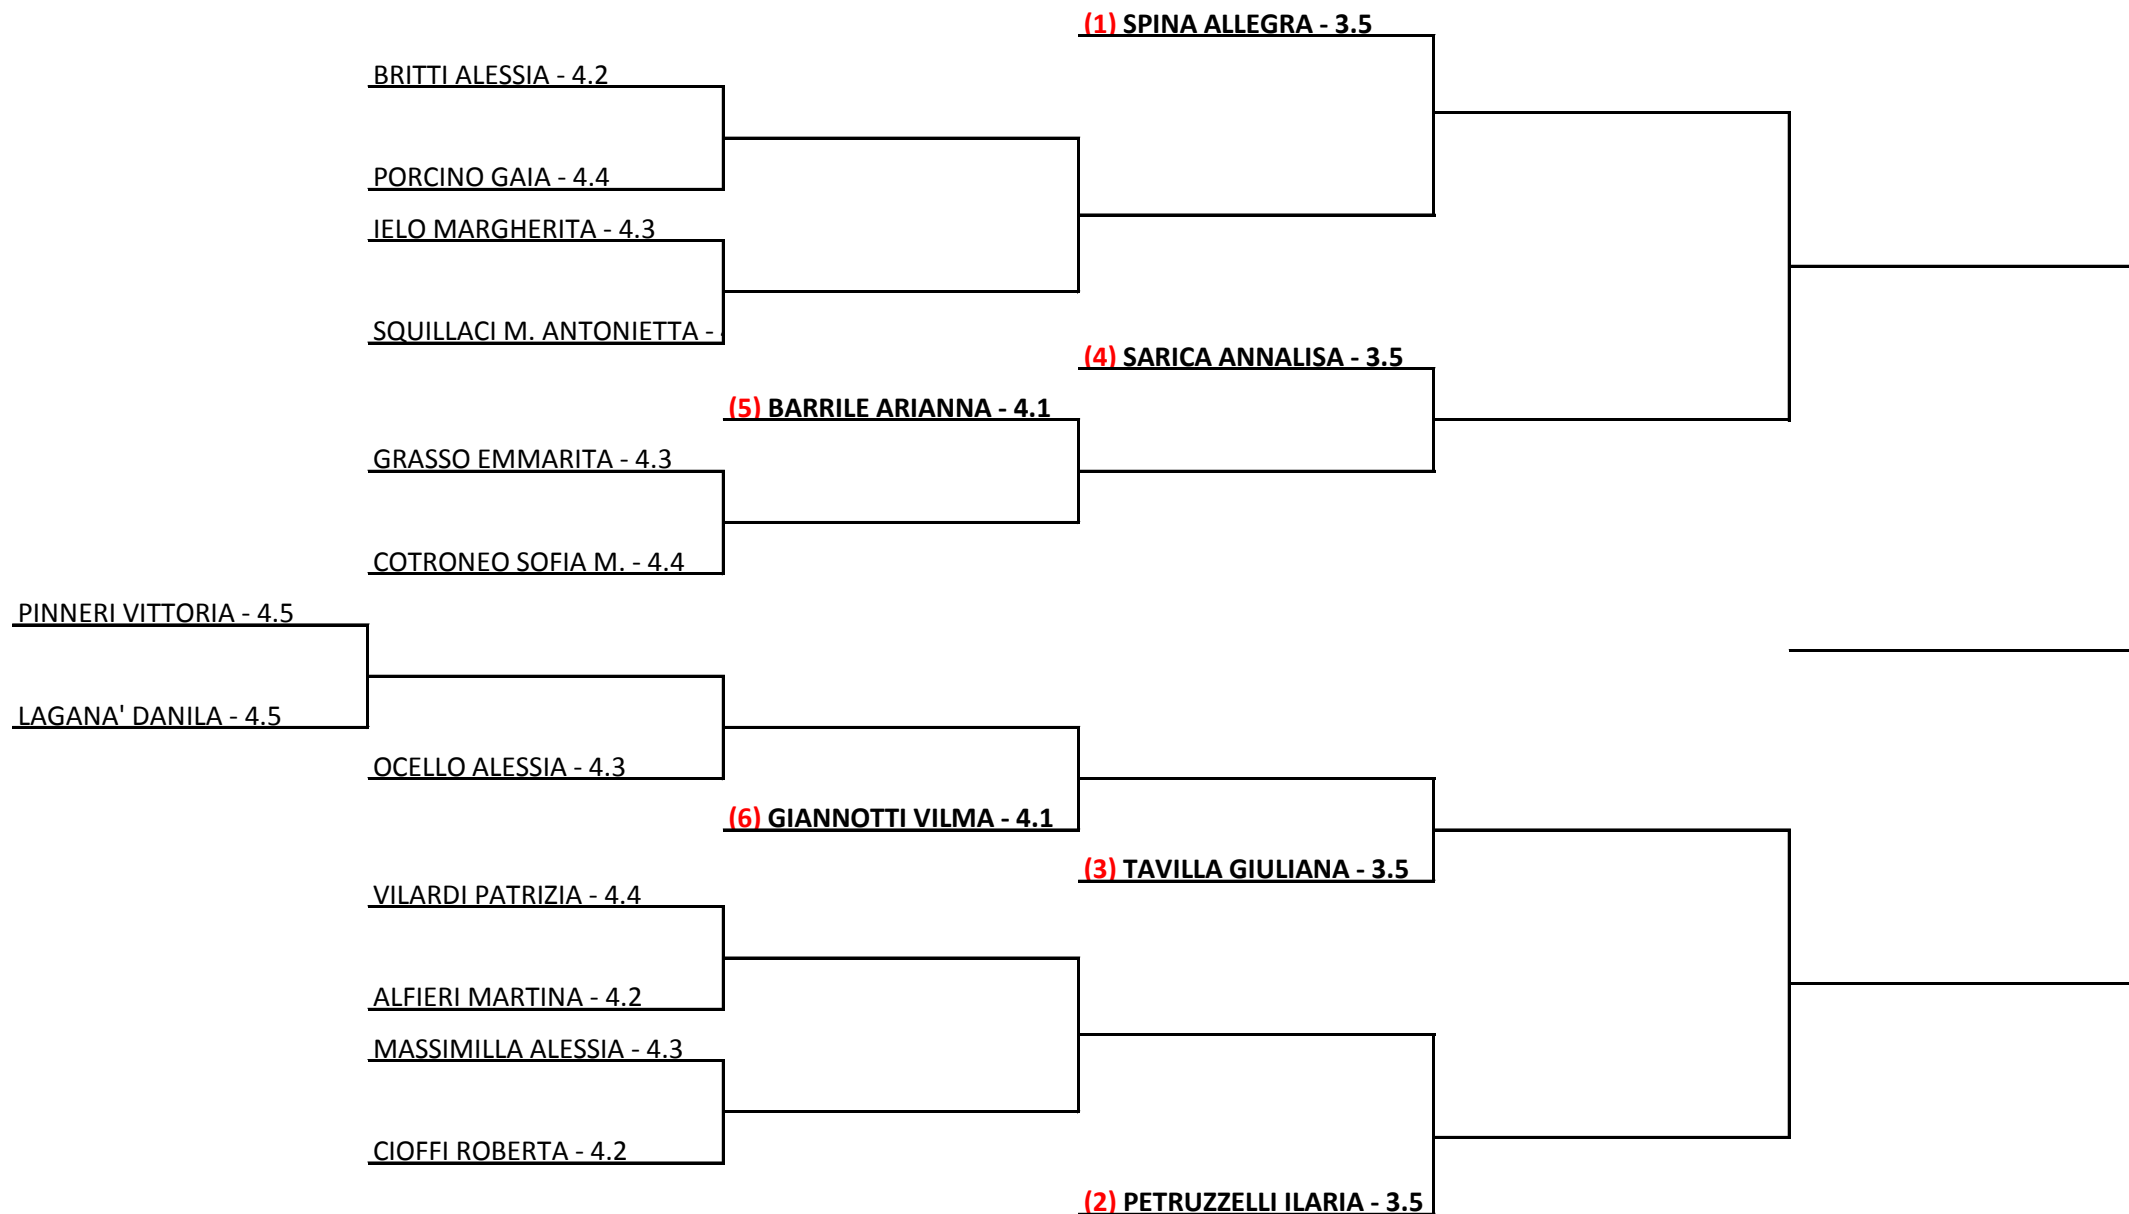 (1) SPINA ALLEGRA - 3.5
BRITTI ALESSIA - 4.2
PORCINO GAIA - 4.4
IELO MARGHERITA - 4.3
SQUILLACI M. ANTONIETTA -
(4) SARICA ANNALISA - 3.5
(5) BARRILE ARIANNA - 4.1
GRASSO EMMARITA - 4.3
COTRONEO SOFIA M. - 4.4
PINNERI VITTORIA - 4.5
LAGANA' DANILA - 4.5
OCELLO ALESSIA - 4.3
(6) GIANNOTTI VILMA - 4.1
(3) TAVILLA GIULIANA - 3.5
VILARDI PATRIZIA - 4.4
ALFIERI MARTINA - 4.2
MASSIMILLA ALESSIA - 4.3
CIOFFI ROBERTA - 4.2
(2) PETRUZZELLI ILARIA - 3.5